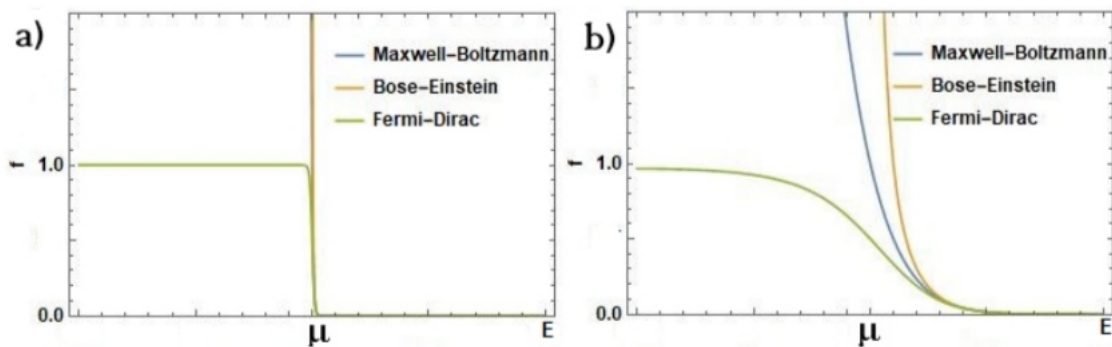 a)
Maxwell–Boltzmann
Bose–Einstein
Fermi–Dirac
f
1.0
0.0
μ
E
b)
Maxwell–Boltzmann
Bose–Einstein
Fermi–Dirac
f
1.0
0.0
μ
E